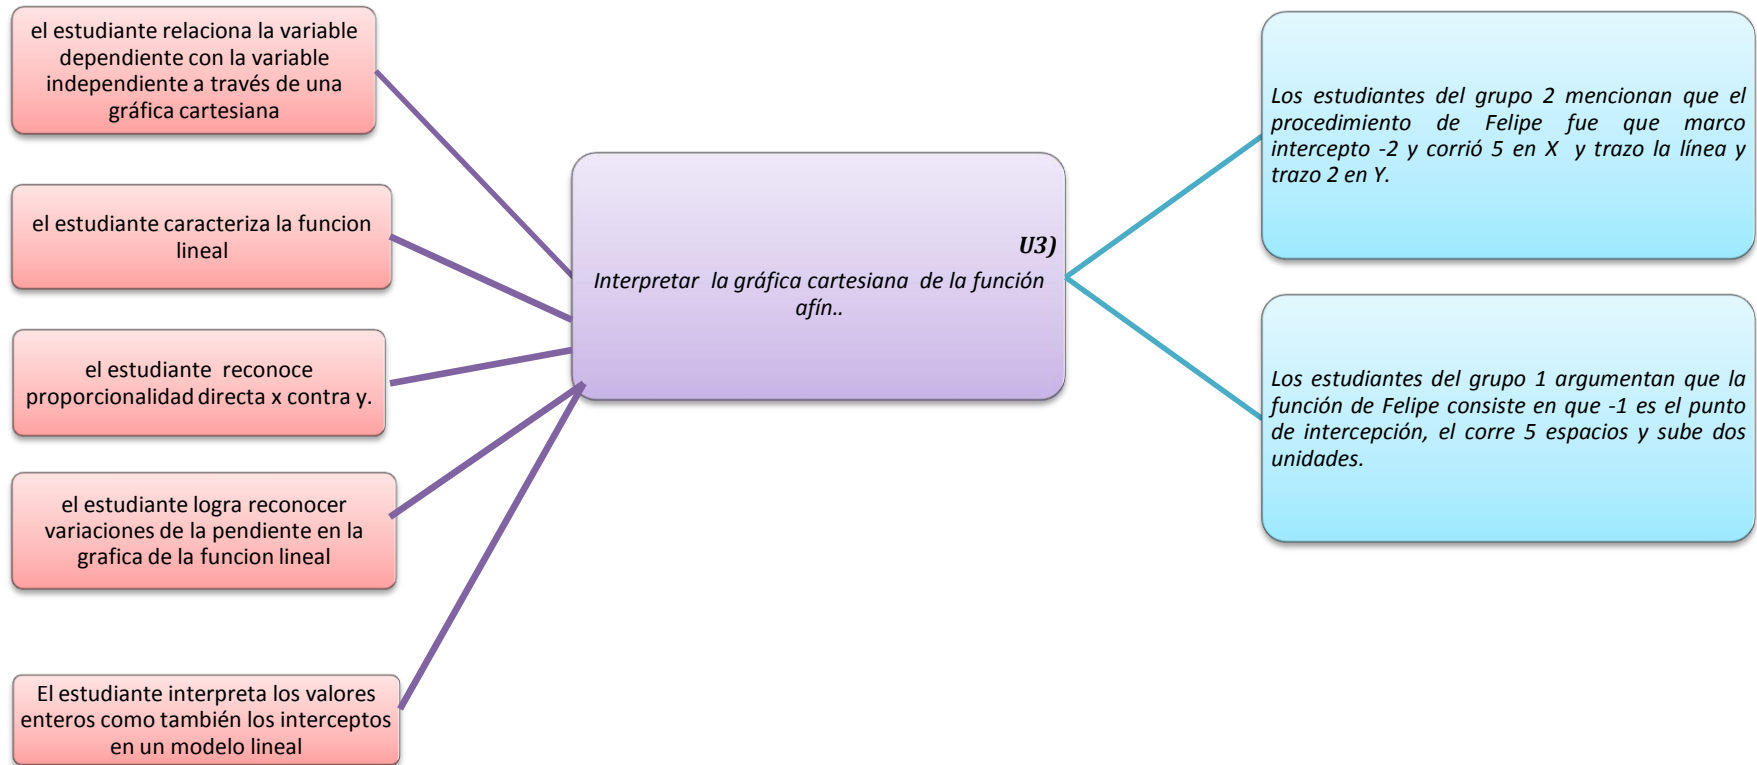 el estudiante relaciona la variable
dependiente con la variable
independiente a través de una
gráfica cartesiana
el estudiante caracteriza la funcion
lineal
el estudiante reconoce
proporcionalidad directa x contra y.
el estudiante logra reconocer
variaciones de la pendiente en la
grafica de la funcion lineal
El estudiante interpreta los valores
enteros como también los interceptos
en un modelo lineal
U3)
Interpretar la gráfica cartesiana de la función
afín..
Los estudiantes del grupo 2 mencionan que el
procedimiento de Felipe fue que marco
intercepto -2 y corrió 5 en X y trazo la línea y
trazo 2 en Y.
Los estudiantes del grupo 1 argumentan que la
función de Felipe consiste en que -1 es el punto
de intercepción, el corre 5 espacios y sube dos
unidades.